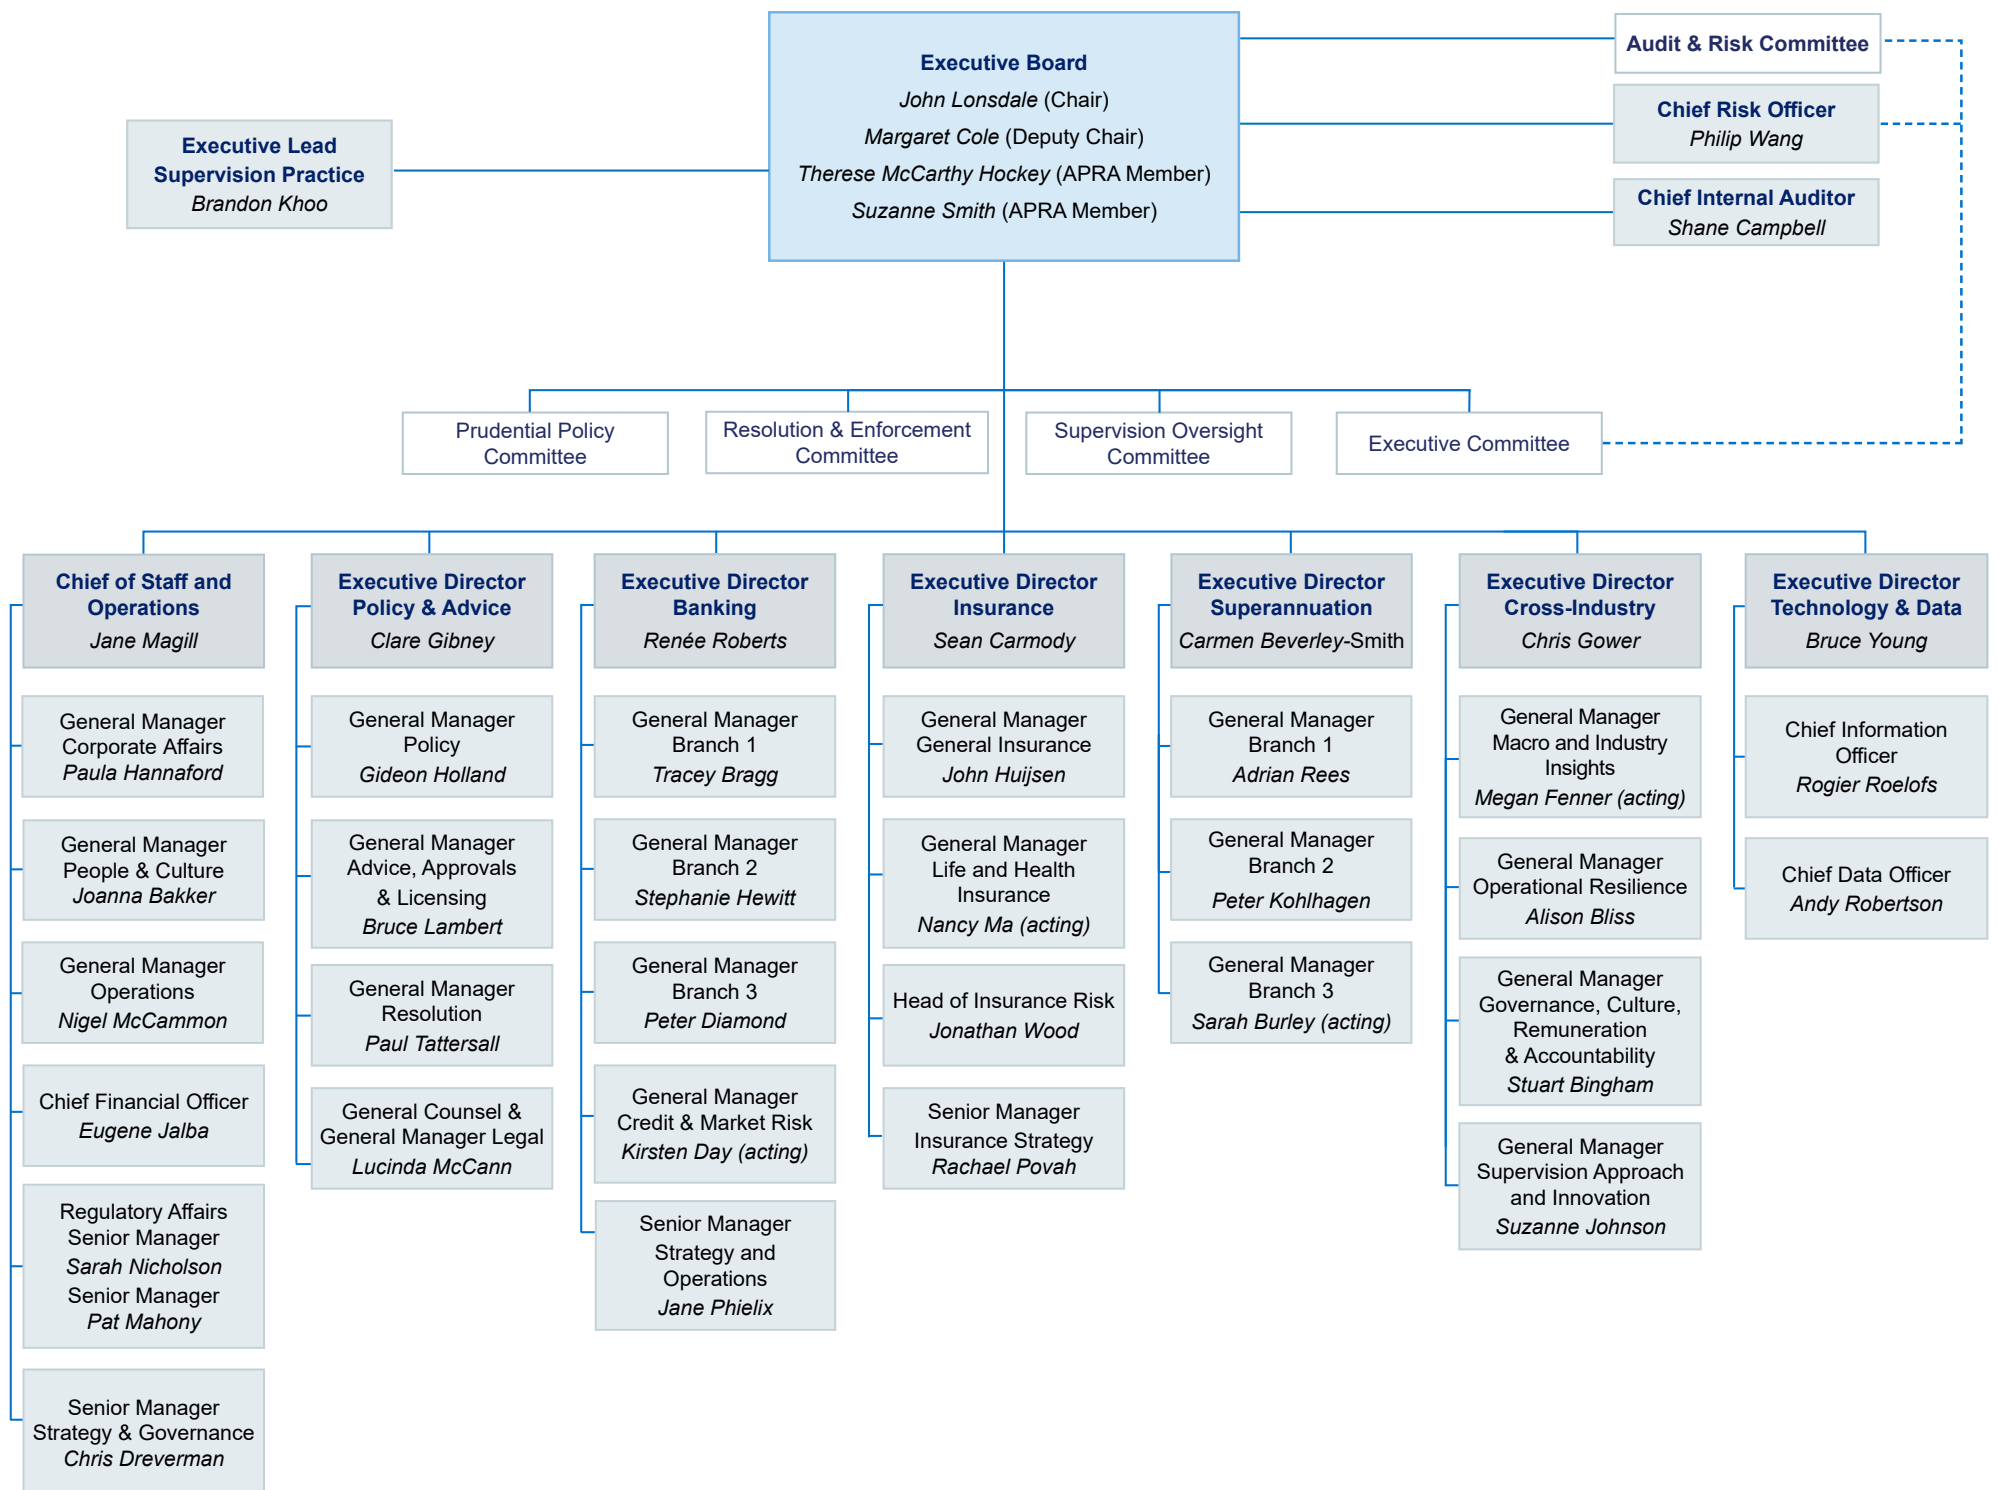 Executive Board
John Lonsdale (Chair)
Margaret Cole (Deputy Chair)
Therese McCarthy Hockey (APRA Member)
Suzanne Smith (APRA Member)
Audit & Risk Committee
Chief Risk Officer
Philip Wang
Chief Internal Auditor
Shane Campbell
Executive Lead
Supervision Practice
Brandon Khoo
Prudential Policy
Committee
Resolution & Enforcement
Committee
Supervision Oversight
Committee
Executive Committee
Chief of Staff and
Operations
Jane Magill
General Manager
Corporate Affairs
Paula Hannaford
General Manager
People & Culture
Joanna Bakker
General Manager
Operations
Nigel McCammon
Chief Financial Officer
Eugene Jalba
Regulatory Affairs
Senior Manager
Sarah Nicholson
Senior Manager
Pat Mahony
Senior Manager
Strategy & Governance
Chris Dreverman
Executive Director
Policy & Advice
Clare Gibney
General Manager
Policy
Gideon Holland
General Manager
Advice, Approvals
& Licensing
Bruce Lambert
General Manager
Resolution
Paul Tattersall
General Counsel &
General Manager Legal
Lucinda McCann
Executive Director
Banking
Renée Roberts
General Manager
Branch 1
Tracey Bragg
General Manager
Branch 2
Stephanie Hewitt
General Manager
Branch 3
Peter Diamond
General Manager
Credit & Market Risk
Kirsten Day (acting)
Senior Manager
Strategy and
Operations
Jane Phielix
Executive Director
Insurance
Sean Carmody
General Manager
General Insurance
John Huijsen
General Manager
Life and Health
Insurance
Nancy Ma (acting)
Head of Insurance Risk
Jonathan Wood
Senior Manager
Insurance Strategy
Rachael Povah
Executive Director
Superannuation
Carmen Beverley-Smith
General Manager
Branch 1
Adrian Rees
General Manager
Branch 2
Peter Kohlhagen
General Manager
Branch 3
Sarah Burley (acting)
Executive Director
Cross-Industry
Chris Gower
General Manager
Macro and Industry
Insights
Megan Fenner (acting)
General Manager
Operational Resilience
Alison Bliss
General Manager
Governance, Culture,
Remuneration
& Accountability
Stuart Bingham
General Manager
Supervision Approach
and Innovation
Suzanne Johnson
Executive Director
Technology & Data
Bruce Young
Chief Information
Officer
Rogier Roelofs
Chief Data Officer
Andy Robertson